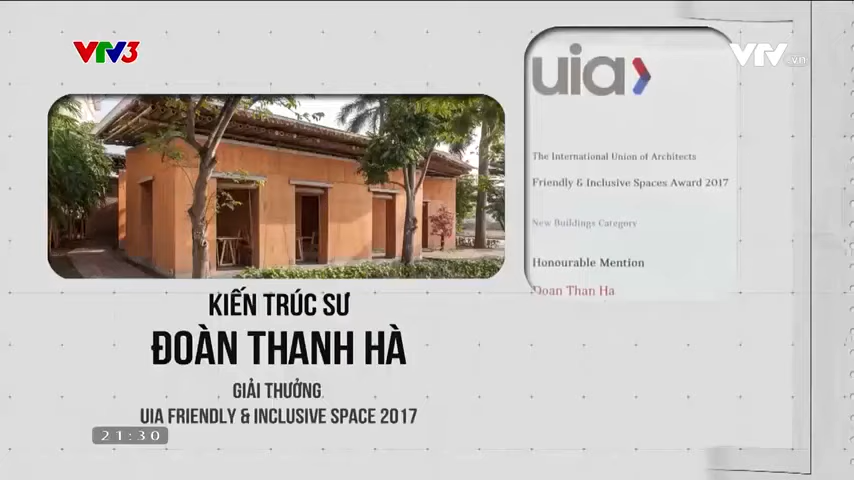 VTV3
VTV.vn
uia
The International Union of Architects
Friendly & Inclusive Spaces Award 2017
New Buildings Category
Honourable Mention
Doan Than Ha
KIẾN TRÚC SƯ
ĐOÀN THANH HÀ
GIẢI THƯỞNG
UIA FRIENDLY & INCLUSIVE SPACE 2017
21:30